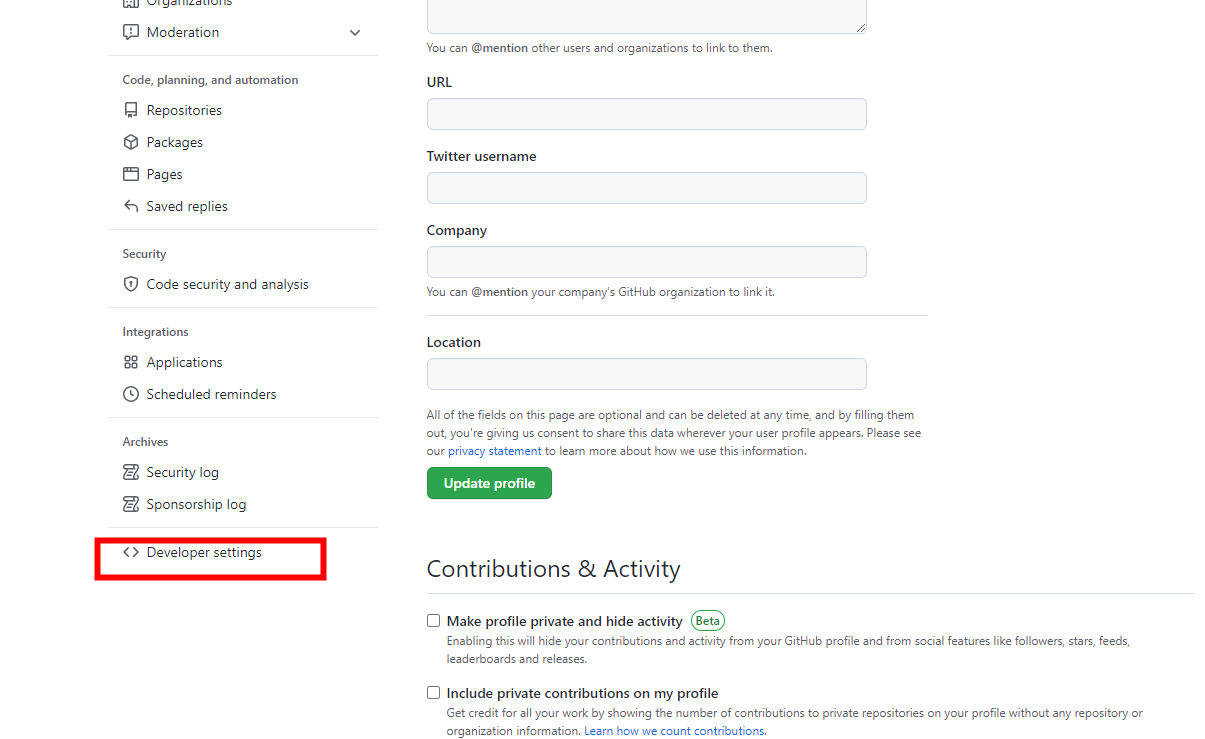 Organizations
Moderation
Code, planning, and automation
Repositories
Packages
Pages
Saved replies
Security
Code security and analysis
Integrations
Applications
Scheduled reminders
Archives
Security log
Sponsorship log
Developer settings
You can @mention other users and organizations to link to them.
URL
Twitter username
Company
You can @mention your company's GitHub organization to link it.
Location
All of the fields on this page are optional and can be deleted at any time, and by filling them
out, you're giving us consent to share this data wherever your user profile appears. Please see
our privacy statement to learn more about how we use this information.
Update profile
Contributions & Activity
Make profile private and hide activity Beta
Enabling this will hide your contributions and activity from your GitHub profile and from social features like followers, stars, feeds,
leaderboards and releases.
Include private contributions on my profile
Get credit for all your work by showing the number of contributions to private repositories on your profile without any repository or
organization information. Learn how we count contributions.